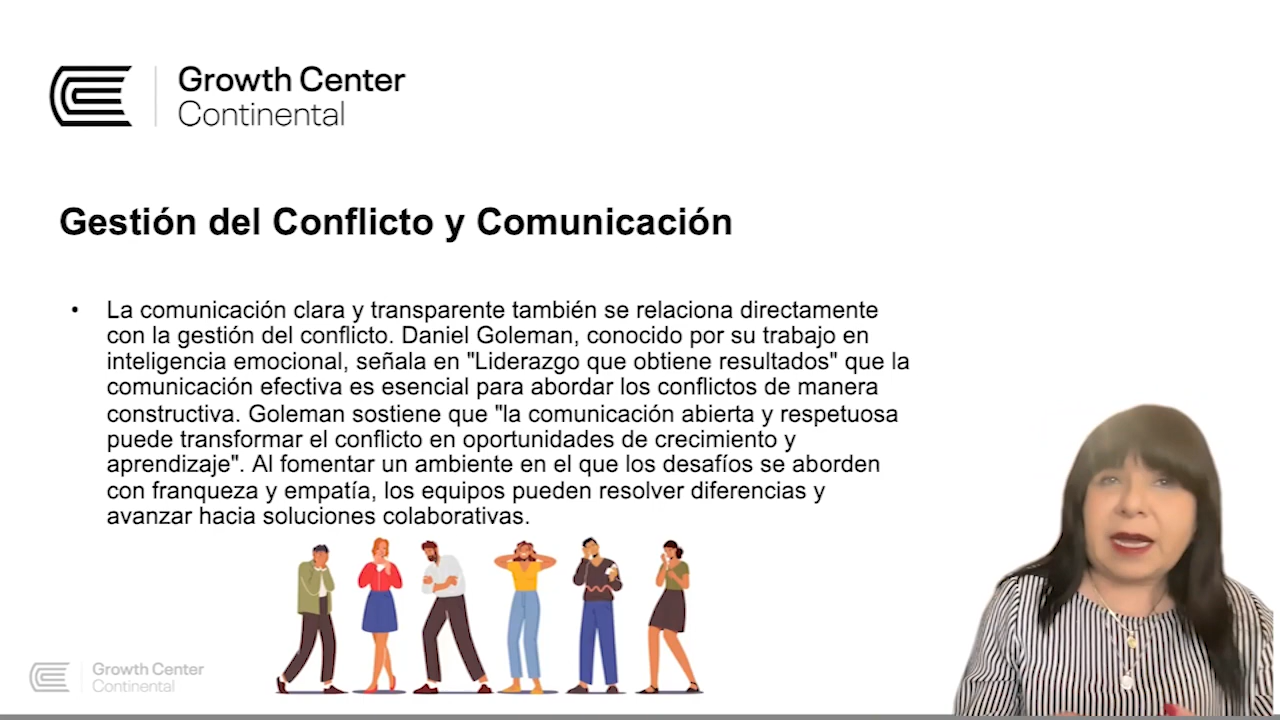 Growth Center
Continental
Gestión del Conflicto y Comunicación
• La comunicación clara y transparente también se relaciona directamente
con la gestión del conflicto. Daniel Goleman, conocido por su trabajo en
inteligencia emocional, señala en "Liderazgo que obtiene resultados" que la
comunicación efectiva es esencial para abordar los conflictos de manera
constructiva. Goleman sostiene que "la comunicación abierta y respetuosa
puede transformar el conflicto en oportunidades de crecimiento y
aprendizaje". Al fomentar un ambiente en el que los desafíos se aborden
con franqueza y empatía, los equipos pueden resolver diferencias y
avanzar hacia soluciones colaborativas.
Growth Center
Continental